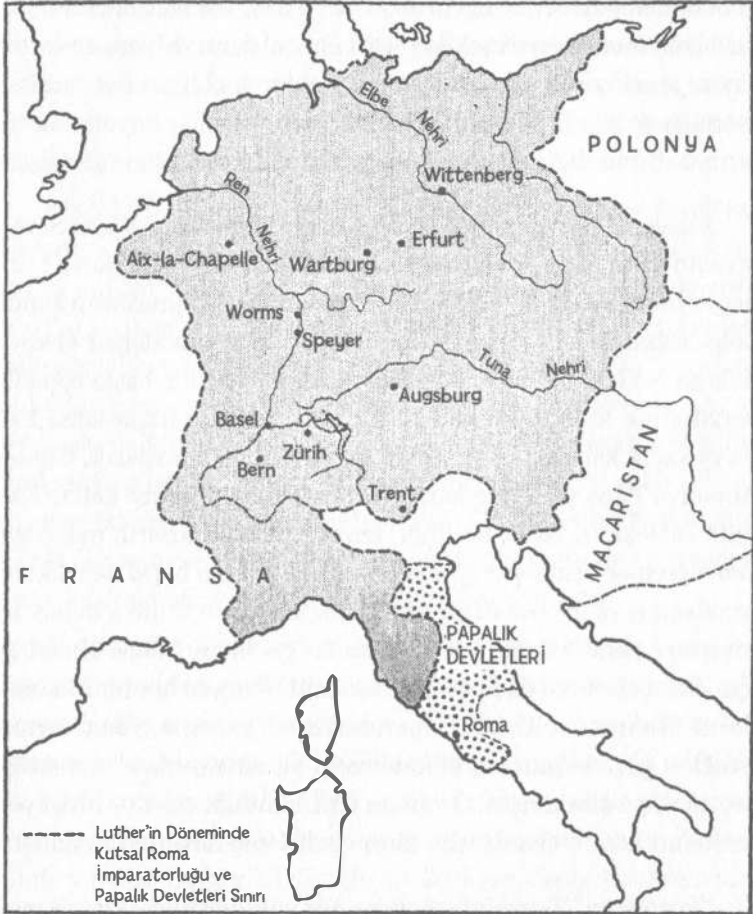 Elbe
Nehri
POLONYA
Wittenberg
Ren
Nehri
Aix-la-Chapelle
Wartburg
Erfurt
Worms
Speyer
Tuna
Nehri
Augsburg
Basel
Zürih
Bern
Trent
MACARİSTAN
FRANSA
PAPALIK
DEVLETLERİ
Roma
Luther'in Döneminde
Kutsal Roma
İmparatorluğu ve
Papalık Devletleri Sınırı